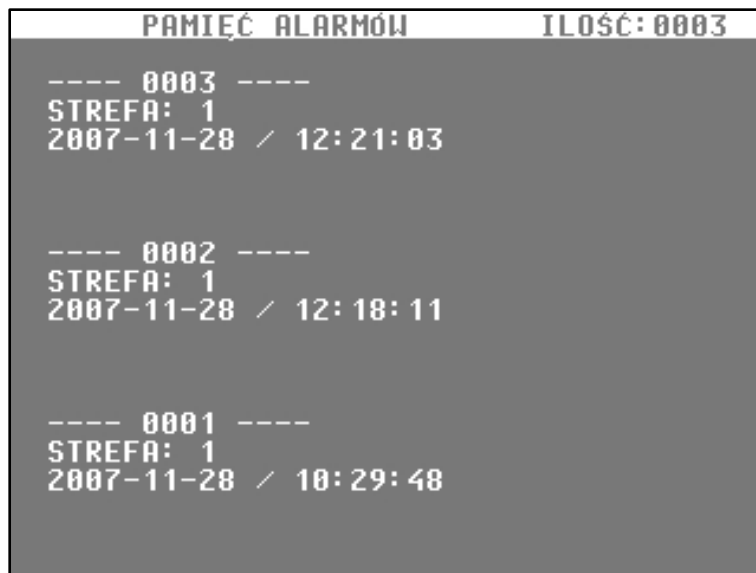 PAMIĘĆ ALARMÓW ILOŚĆ:0003
---- 0003 ----
STREFA: 1
2007-11-28 / 12:21:03
---- 0002 ----
STREFA: 1
2007-11-28 / 12:18:11
---- 0001 ----
STREFA: 1
2007-11-28 / 10:29:48